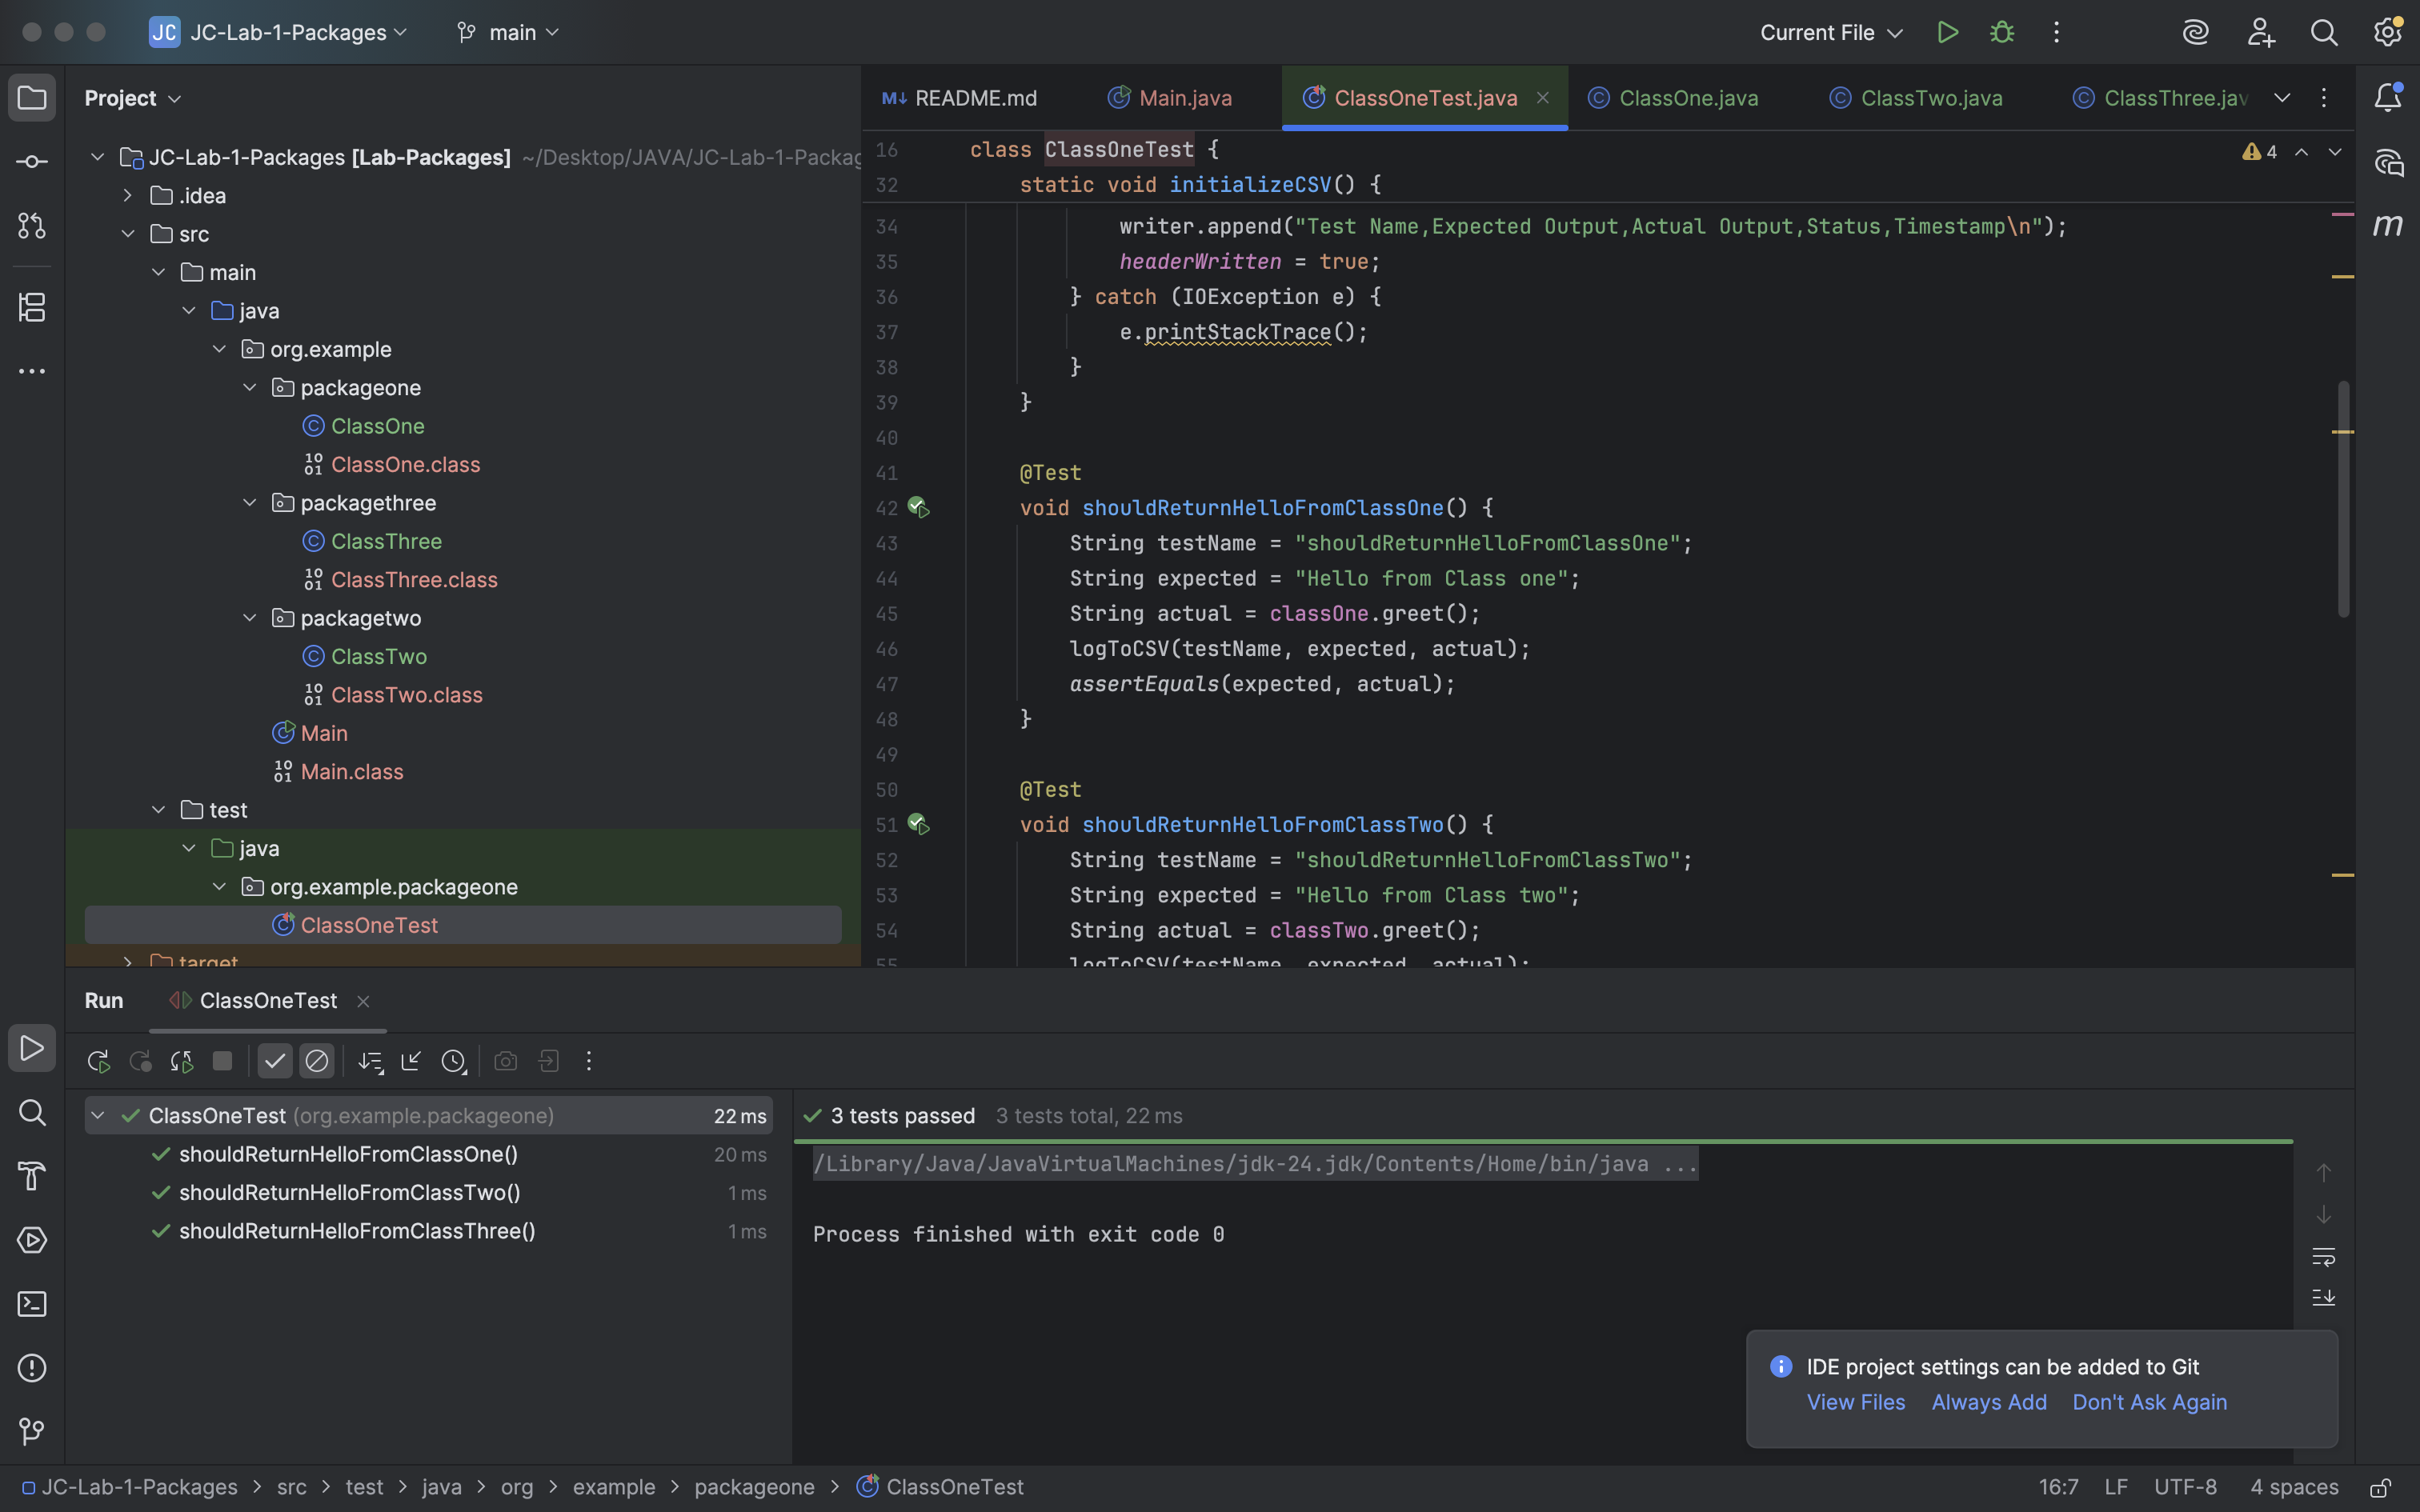 JC JC-Lab-1-Packages main Current File
Project
README.md Main.java ClassOneTest.java ClassOne.java ClassTwo.java ClassThree.jav
JC-Lab-1-Packages [Lab-Packages] ~/Desktop/JAVA/JC-Lab-1-Packag
.idea
src
main
java
org.example
packageone
ClassOne
ClassOne.class
packagethree
ClassThree
ClassThree.class
packagetwo
ClassTwo
ClassTwo.class
Main
Main.class
test
java
org.example.packageone
ClassOneTest
target
4
16 class ClassOneTest {
32 static void initializeCSV() {
34 writer.append("Test Name,Expected Output,Actual Output,Status,Timestamp\n");
35 headerWritten = true;
36 } catch (IOException e) {
37 e.printStackTrace();
38 }
39 }
40
41 @Test
42 void shouldReturnHelloFromClassOne() {
43 String testName = "shouldReturnHelloFromClassOne";
44 String expected = "Hello from Class one";
45 String actual = classOne.greet();
46 logToCSV(testName, expected, actual);
47 assertEquals(expected, actual);
48 }
49
50 @Test
51 void shouldReturnHelloFromClassTwo() {
52 String testName = "shouldReturnHelloFromClassTwo";
53 String expected = "Hello from Class two";
54 String actual = classTwo.greet();
55 logToCSV(testName, expected, actual);
Run ClassOneTest
ClassOneTest (org.example.packageone) 22 ms
shouldReturnHelloFromClassOne() 20 ms
shouldReturnHelloFromClassTwo() 1 ms
shouldReturnHelloFromClassThree() 1 ms
3 tests passed 3 tests total, 22 ms
/Library/Java/JavaVirtualMachines/jdk-24.jdk/Contents/Home/bin/java ...
Process finished with exit code 0
IDE project settings can be added to Git
View Files Always Add Don't Ask Again
JC-Lab-1-Packages > src > test > java > org > example > packageone > ClassOneTest 16:7 LF UTF-8 4 spaces